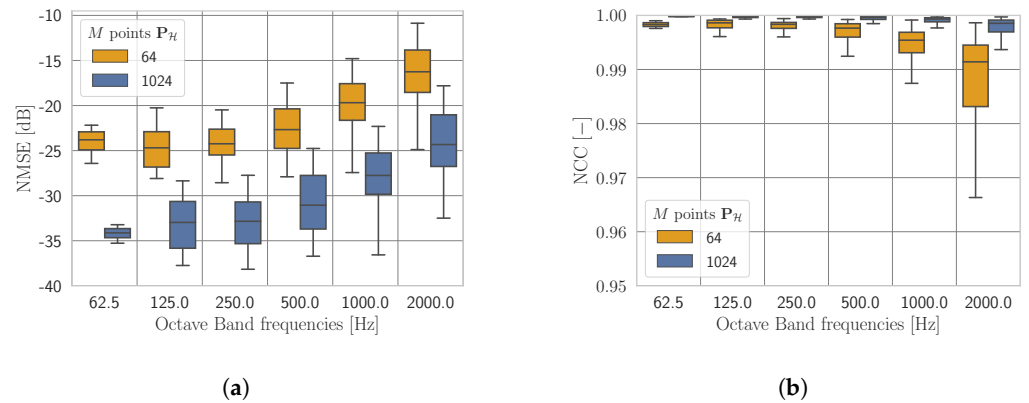 -10
-15
-20
-25
-30
-35
-40
NMSE [dB]
M points P_H
64
1024
62.5 125.0 250.0 500.0 1000.0 2000.0
Octave Band frequencies [Hz]
(a)
1.00
0.99
0.98
0.97
0.96
0.95
NCC [−]
M points P_H
64
1024
62.5 125.0 250.0 500.0 1000.0 2000.0
Octave Band frequencies [Hz]
(b)